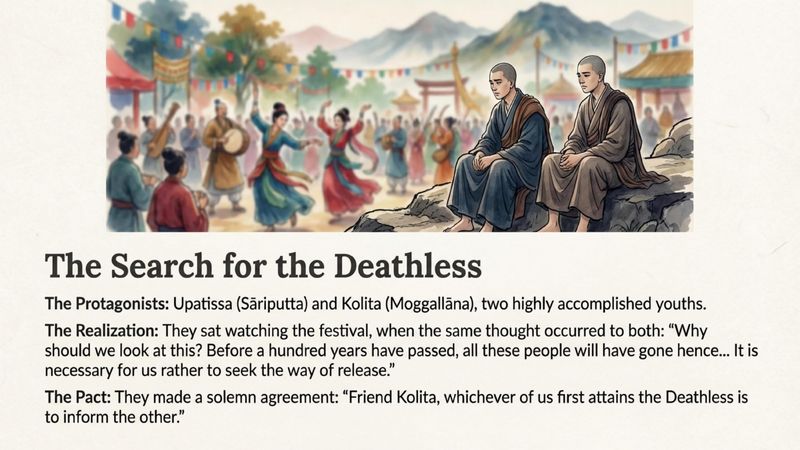 The Search for the Deathless
The Protagonists: Upatissa (Sāriputta) and Kolita (Moggallāna), two highly accomplished youths.
The Realization: They sat watching the festival, when the same thought occurred to both: “Why
should we look at this? Before a hundred years have passed, all these people will have gone hence... It is
necessary for us rather to seek the way of release.”
The Pact: They made a solemn agreement: “Friend Kolita, whichever of us first attains the Deathless is
to inform the other.”